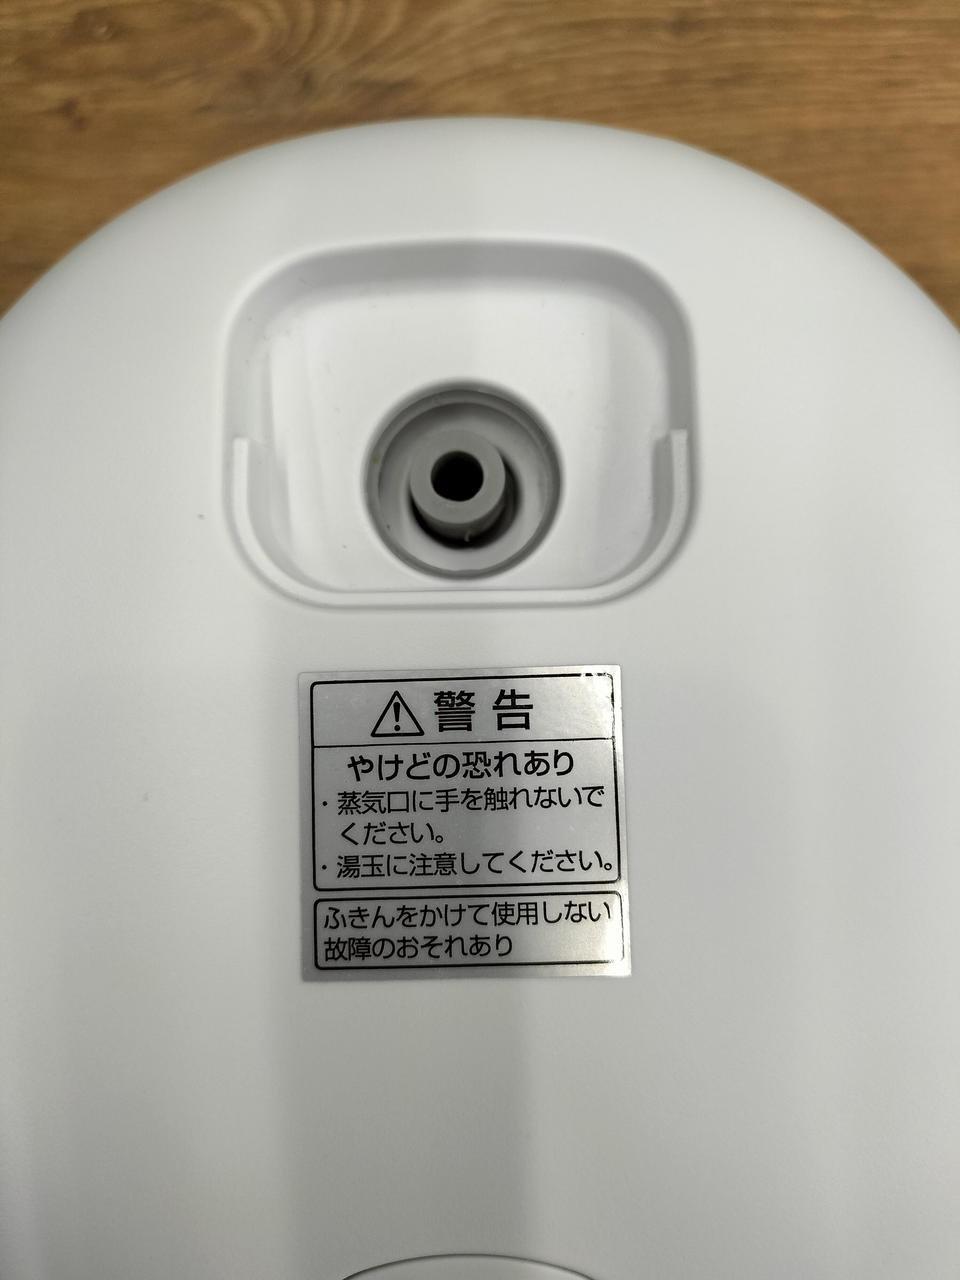 ⚠警告
やけどの恐れあり
・蒸気口に手を触れないで
ください。
・湯玉に注意してください。
ふきんをかけて使用しない
故障のおそれあり